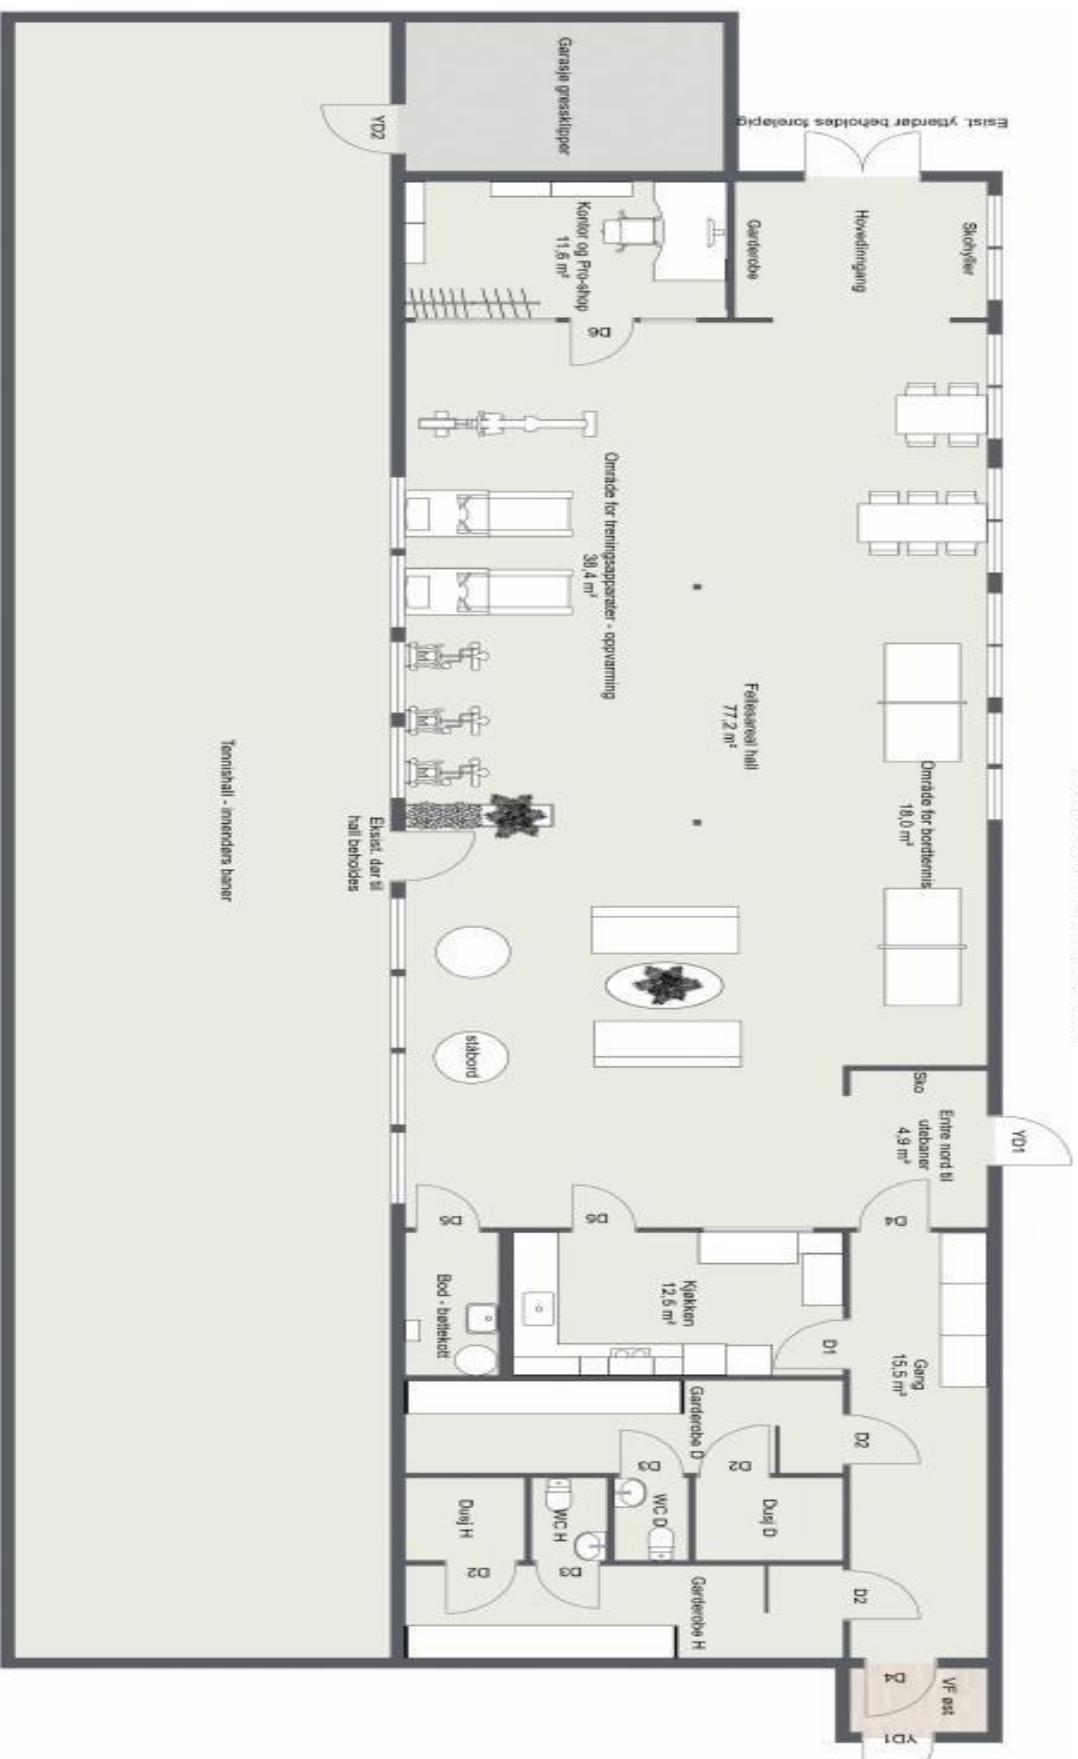 Garasje gressklipper
YD2
Esist. ytterdør beholdes foreløpig
Kontor og Pro-shop
11,6 m²
Garderobe
Hovedinngang
Skohyller
D6
Område for treningsapparater - oppvarming
38,4 m²
Fellesareal hall
77,2 m²
Område for bordtennis
18,0 m²
Tennishall - innendørs baner
Eksist. dør til
hall beholdes
ståbord
Sko
Entre nord til
utebaner
4,9 m²
YD1
D6
D6
D4
Bod - bøttekott
Kjøkken
12,5 m²
D1
Gang
15,5 m²
Garderobe D
D2
D3
D2
Dusj H
WC H
WC D
Dusj D
D2
D3
Garderobe H
D2
D4
VF øst
YD1